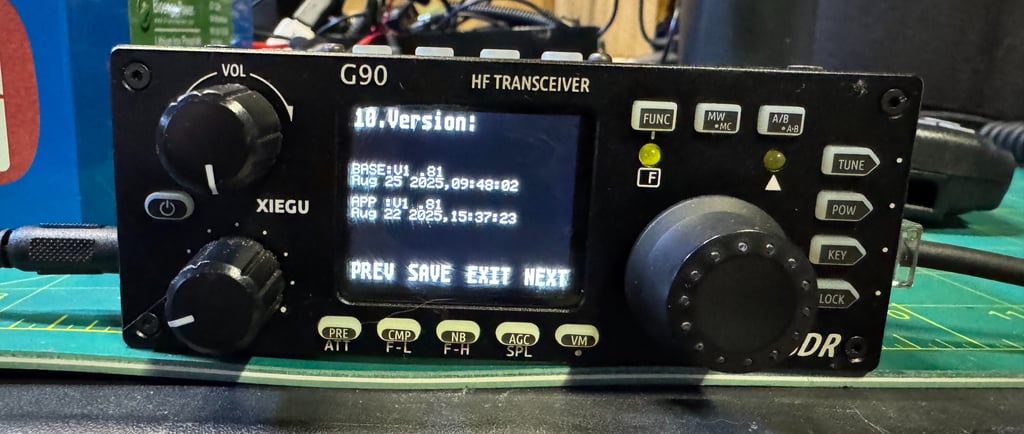 VOL
G90
HF TRANSCEIVER
10.Version:
BASE:V1 .81
Aug 25 2025,09:48:02
APP :V1 .81
Aug 22 2025,15:37:23
PREV SAVE EXIT NEXT
XIEGU
FUNC
F
MW
MC
A/B
A-B
TUNE
POW
KEY
LOCK
PRE CMP NB AGC VM
ATT F-L F-H SPL